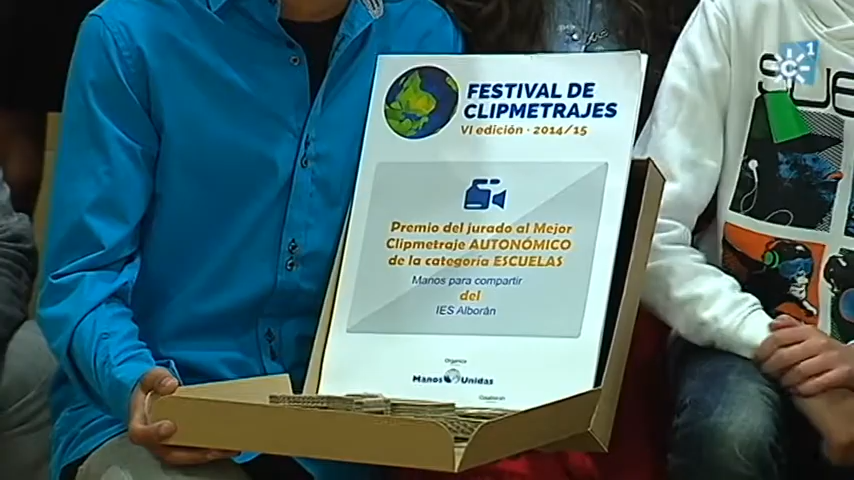 FESTIVAL DE
CLIPMETRAJES
VI edición · 2014/15
Premio del jurado al Mejor
Clipmetraje AUTONÓMICO
de la categoría ESCUELAS
Manos para compartir
del
IES Alborán
Organiza
Manos Unidas
1